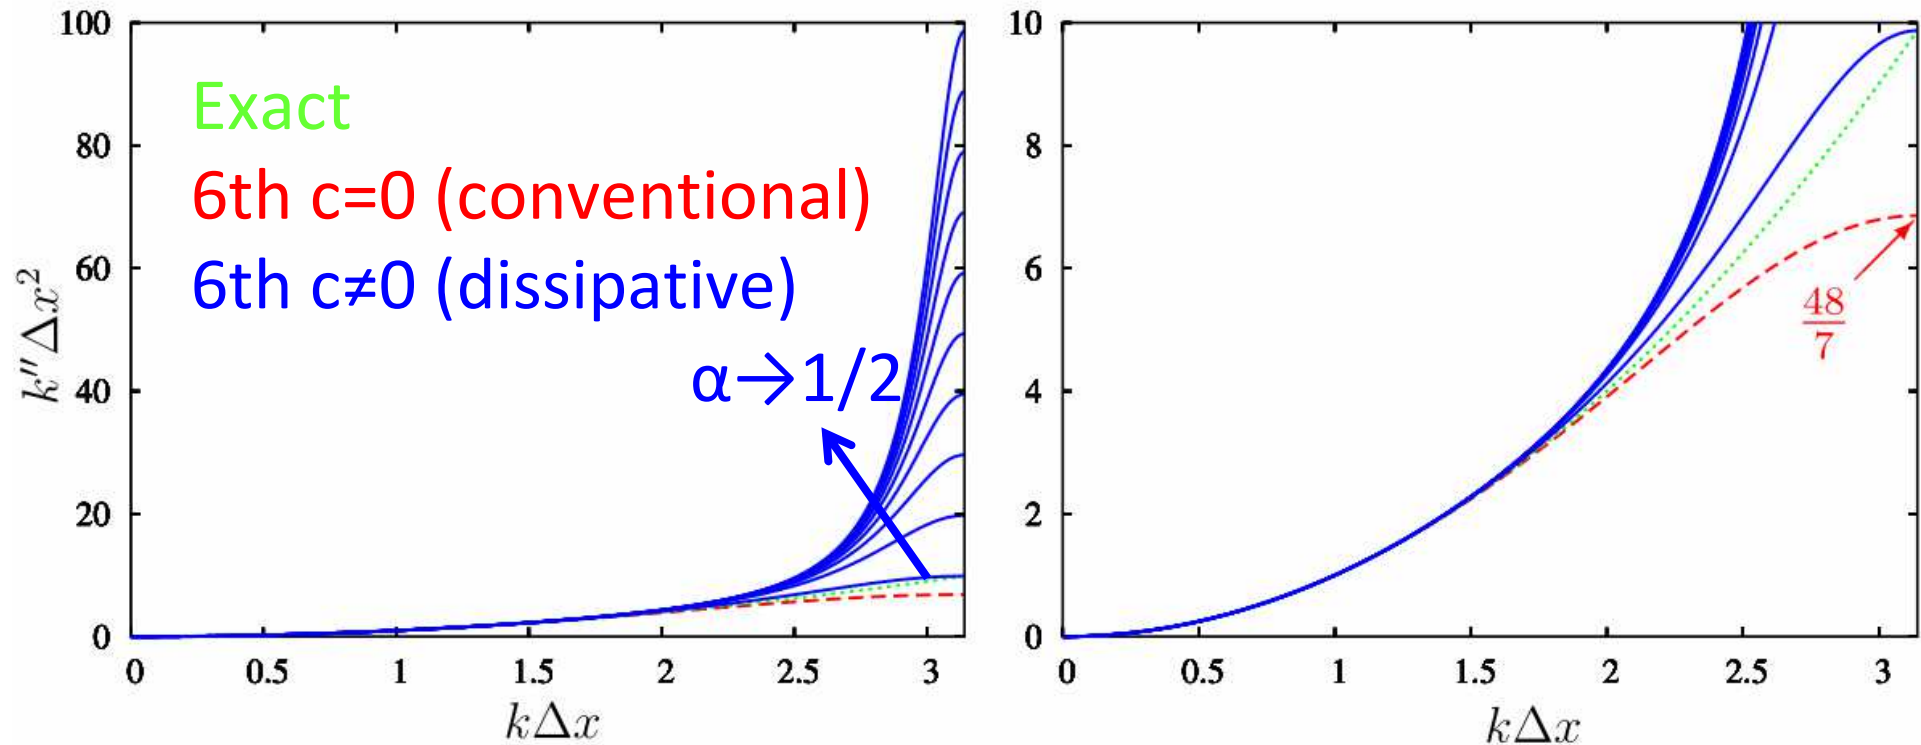 100
80
60
40
20
0
k″Δx²
Exact
6th c=0 (conventional)
6th c≠0 (dissipative)
α→1/2
0 0.5 1 1.5 2 2.5 3
kΔx
10
8
6
4
2
0
48
7
0 0.5 1 1.5 2 2.5 3
kΔx